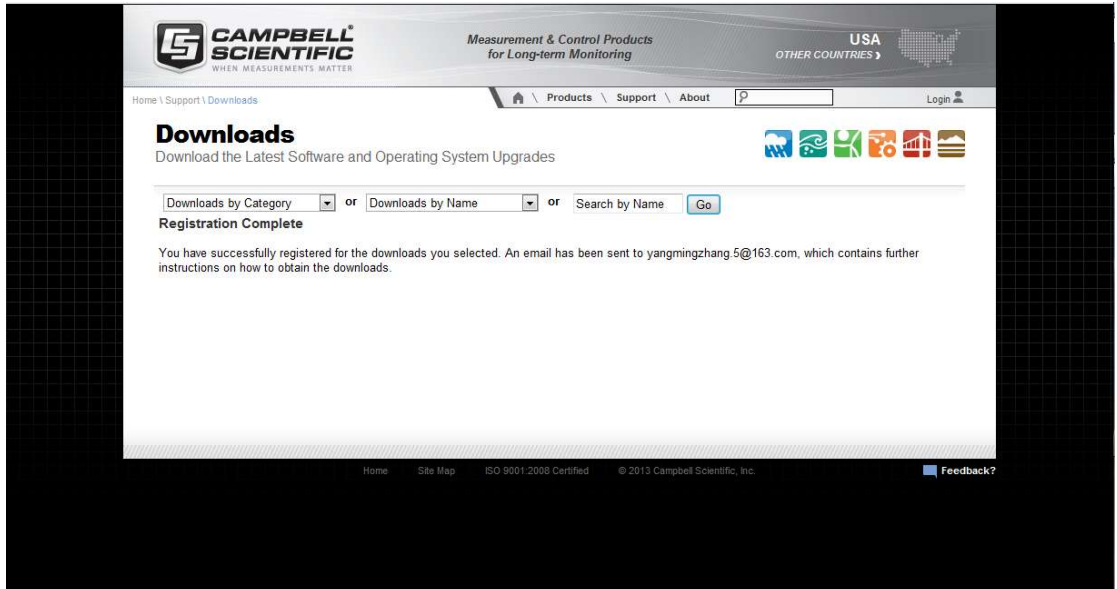 CAMPBELL
SCIENTIFIC
WHEN MEASUREMENTS MATTER
Measurement & Control Products
for Long-term Monitoring
USA
OTHER COUNTRIES ❯
Home \ Support \ Downloads
\ Products \ Support \ About
Login
Downloads
Download the Latest Software and Operating System Upgrades
Downloads by Category or Downloads by Name or Search by Name Go
Registration Complete
You have successfully registered for the downloads you selected. An email has been sent to yangmingzhang.5@163.com, which contains further
instructions on how to obtain the downloads.
Home Site Map ISO 9001:2008 Certified © 2013 Campbell Scientific, Inc.
Feedback?